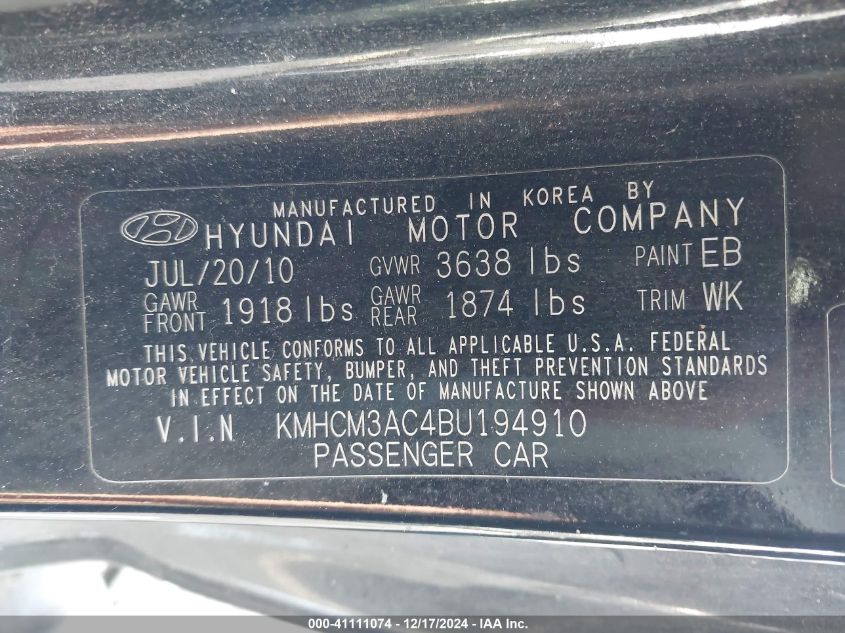 MANUFACTURED IN KOREA BY
HYUNDAI MOTOR COMPANY
JUL/20/10 GVWR 3638 lbs PAINT EB
GAWR FRONT 1918 lbs GAWR REAR 1874 lbs TRIM WK
THIS VEHICLE CONFORMS TO ALL APPLICABLE U.S.A. FEDERAL
MOTOR VEHICLE SAFETY, BUMPER, AND THEFT PREVENTION STANDARDS
IN EFFECT ON THE DATE OF MANUFACTURE SHOWN ABOVE
V.I.N KMHCM3AC4BU194910
PASSENGER CAR
000-41111074 - 12/17/2024 - IAA Inc.